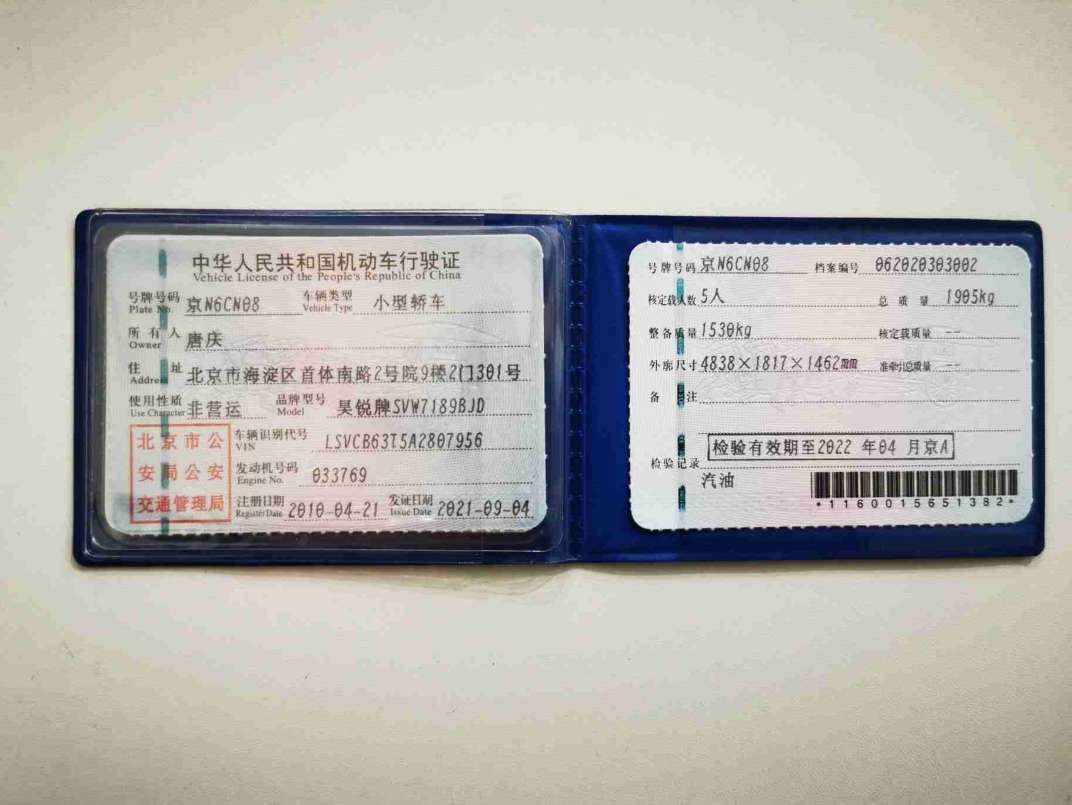 中华人民共和国机动车行驶证
Vehicle License of the People's Republic of China
号牌号码 京N6CN08 车辆类型 小型轿车
Plate No. Vehicle Type
所有人 唐庆
Owner
住址 北京市海淀区首体南路2号院9楼2门301号
Address
使用性质 非营运 品牌型号 昊锐牌SVW7189BJD
Use Character Model
北京市公
安局公安
交通管理局
车辆识别代号 LSVCB63T5A2807956
VIN
发动机号码 033769
Engine No.
注册日期 2010-04-21 发证日期 2021-09-04
Register Date Issue Date
号牌号码 京N6CN08 档案编号 062020303002
核定载人数 5人 总质量 1905kg
整备质量 1530kg 核定载质量 --
外廓尺寸 4838×1817×1462mm 准牵引总质量 --
备注
检验有效期至2022 年04 月京A
检验记录
汽油
*1160015651382*